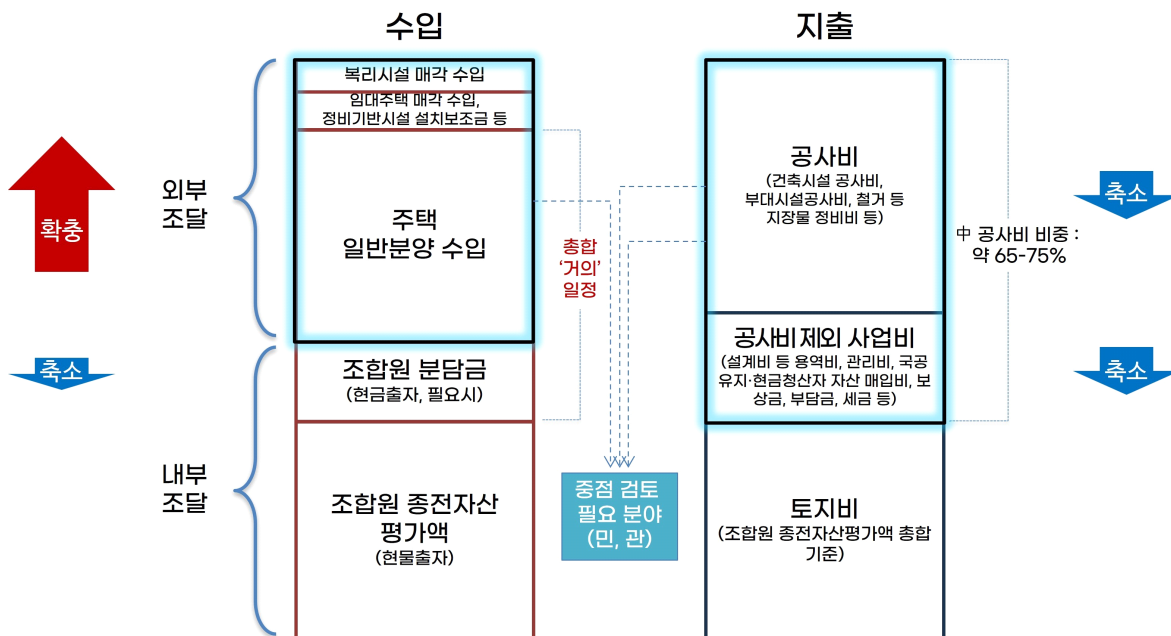 수입
지출
복리시설 매각 수입
임대주택 매각 수입,
정비기반시설 설치보조금 등
주택
일반분양 수입
외부
조달
확충
총합
‘거의’
일정
공사비
(건축시설 공사비,
부대시설공사비, 철거 등
지장물 정비비 등)
축소
中 공사비 비중 :
약 65-75%
축소
조합원 분담금
(현금출자, 필요시)
공사비 제외 사업비
(설계비 등 용역비, 관리비, 국공
유지·현금청산자 자산 매입비, 보
상금, 부담금, 세금 등)
축소
내부
조달
조합원 종전자산
평가액
(현물출자)
중점 검토
필요 분야
(민, 관)
토지비
(조합원 종전자산평가액 총합
기준)